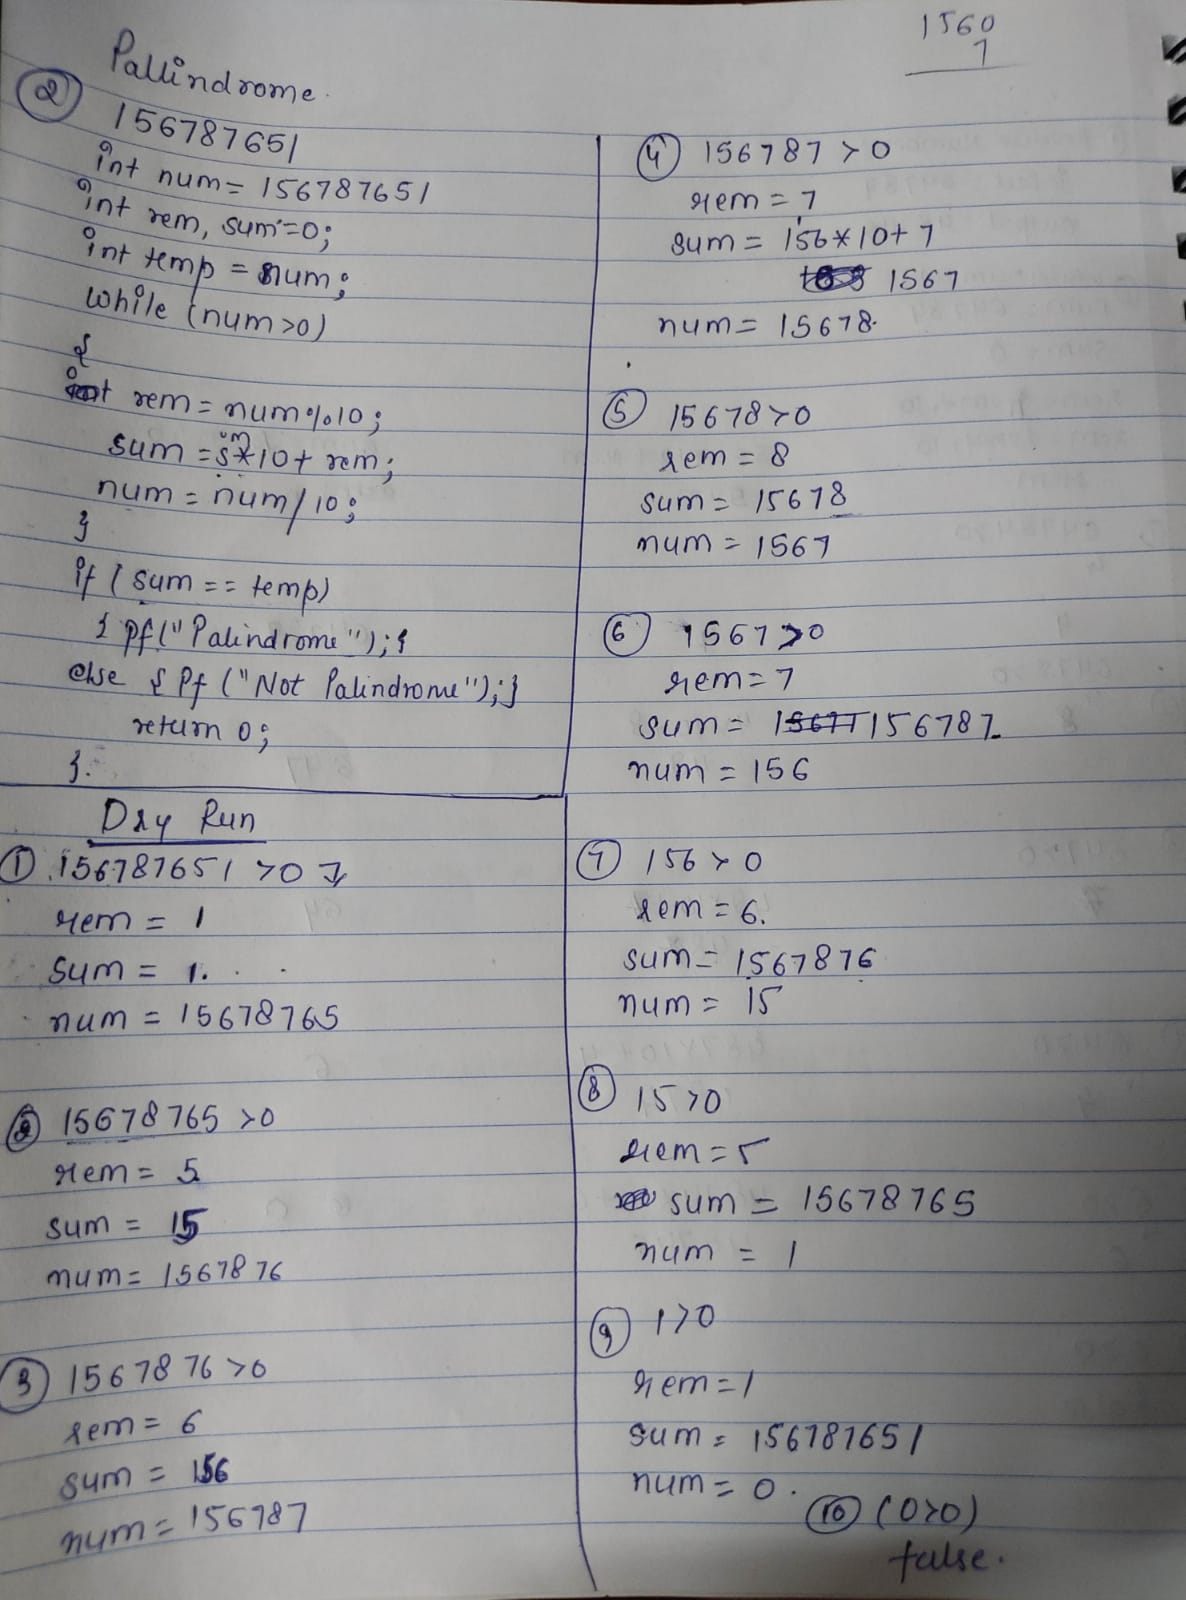 1560
7
Pallindrome.
② 156787651
int num = 156787651
int rem, sum=0;
int temp = num;
while (num>0)
{
rem = num%10;
sum = s*10+ rem;
num = num/10;
}
if (sum == temp)
{ pf("Palindrome");}
else { Pf ("Not Palindrome");}
return 0;
}.
Dry Run
① 156787651 >0
rem = 1
sum = 1.
num = 15678765
② 15678765 >0
rem = 5
sum = 15
num = 1567876
③ 1567876 >0
rem = 6
sum = 156
num = 156787
④ 156787 > 0
rem = 7
sum = 156*10+7
1567
num = 15678.
⑤ 15678>0
rem = 8
sum = 15678
num = 1567
⑥ 1567>0
rem = 7
sum = 156787
num = 156
⑦ 156 > 0
rem = 6.
sum = 1567876
num = 15
⑧ 15>0
rem = 5
sum = 15678765
num = 1
⑨ 1>0
rem = 1
sum = 156787651
num = 0.
⑩ (0>0)
false.